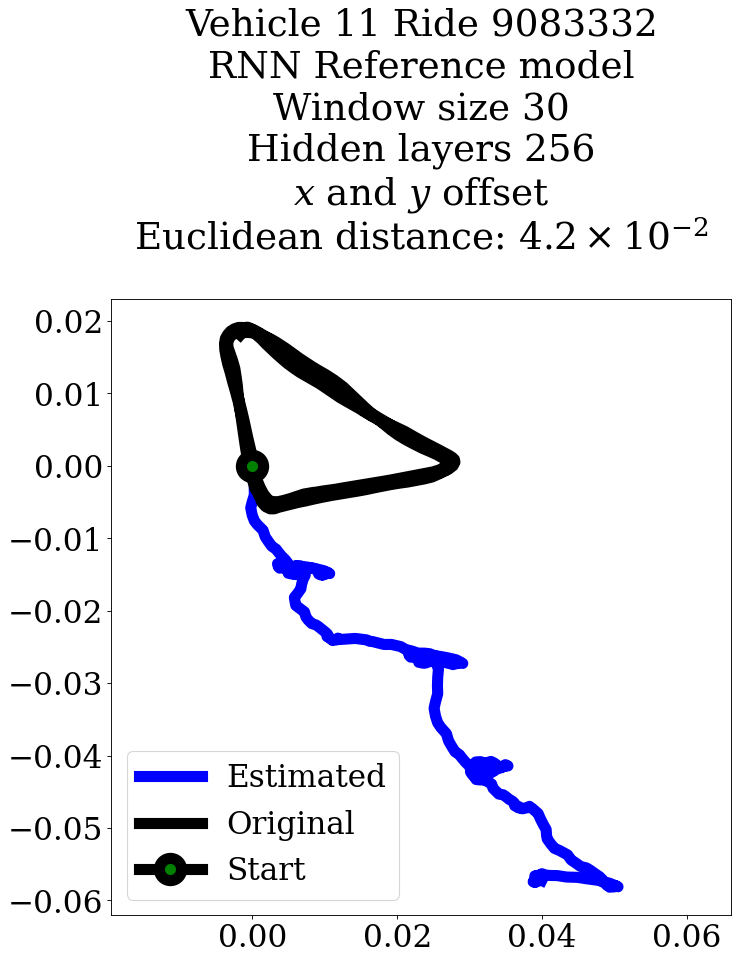 Vehicle 11 Ride 9083332
RNN Reference model
Window size 30
Hidden layers 256
x and y offset
Euclidean distance: 4.2 × 10⁻²
0.02
0.01
0.00
−0.01
−0.02
−0.03
−0.04
−0.05
−0.06
Estimated
Original
Start
0.00 0.02 0.04 0.06